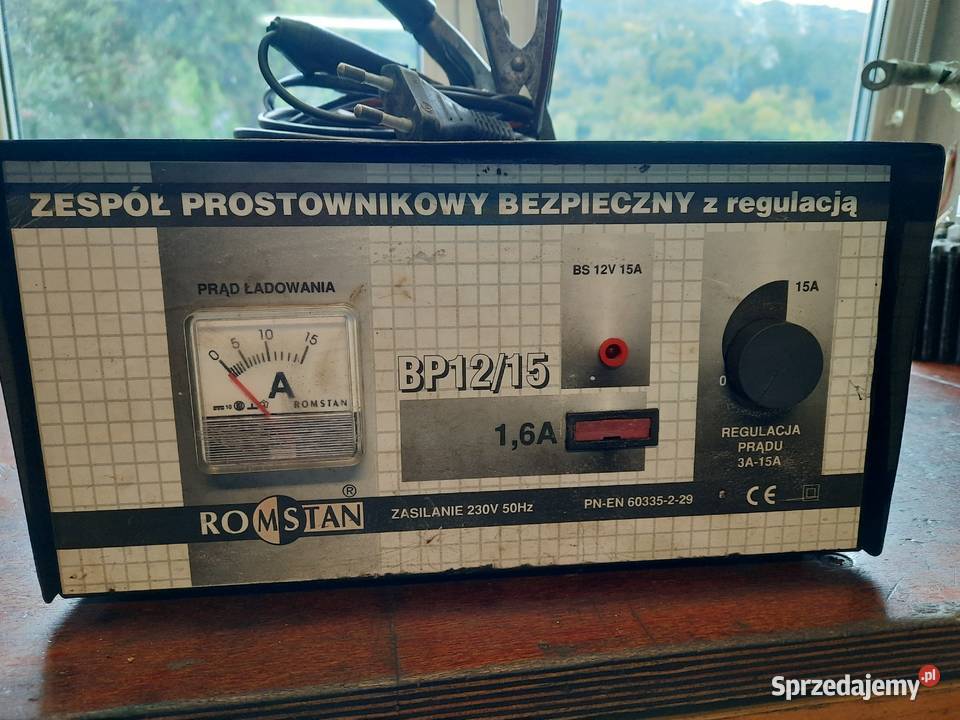 ZESPÓŁ PROSTOWNIKOWY BEZPIECZNY z regulacją
PRĄD ŁADOWANIA
0 5 10 15
A
ROMSTAN
BP12/15
BS 12V 15A
1,6A
15A
0
REGULACJA
PRĄDU
3A-15A
ROMSTAN®
ZASILANIE 230V 50Hz
PN-EN 60335-2-29
CE
Sprzedajemy.pl